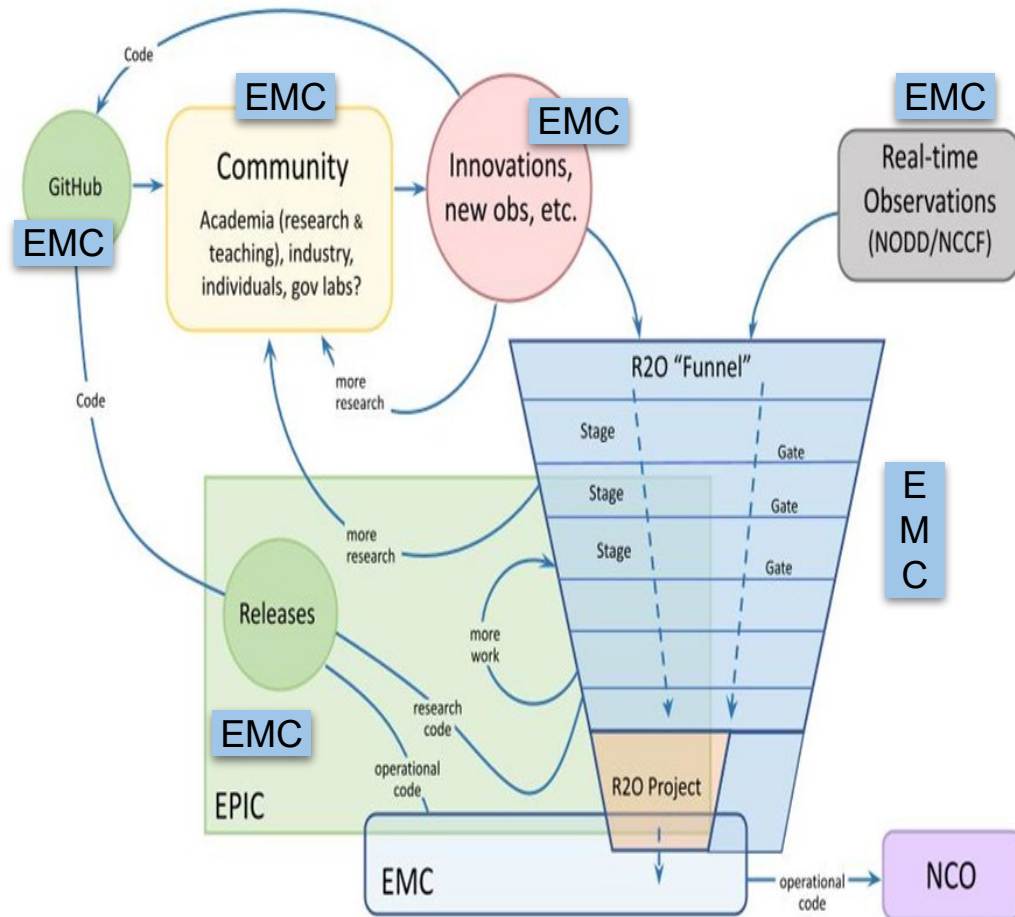 Code
EMC
EMC
EMC
GitHub
EMC
Community
Academia (research &
teaching), industry,
individuals, gov labs?
Innovations,
new obs, etc.
Real-time
Observations
(NODD/NCCF)
Code
more
research
R2O “Funnel”
Stage
Gate
Stage
Gate
Stage
Gate
E
M
C
more
research
Releases
more
work
EMC
research
code
operational
code
EPIC
R2O Project
EMC
operational
code
NCO